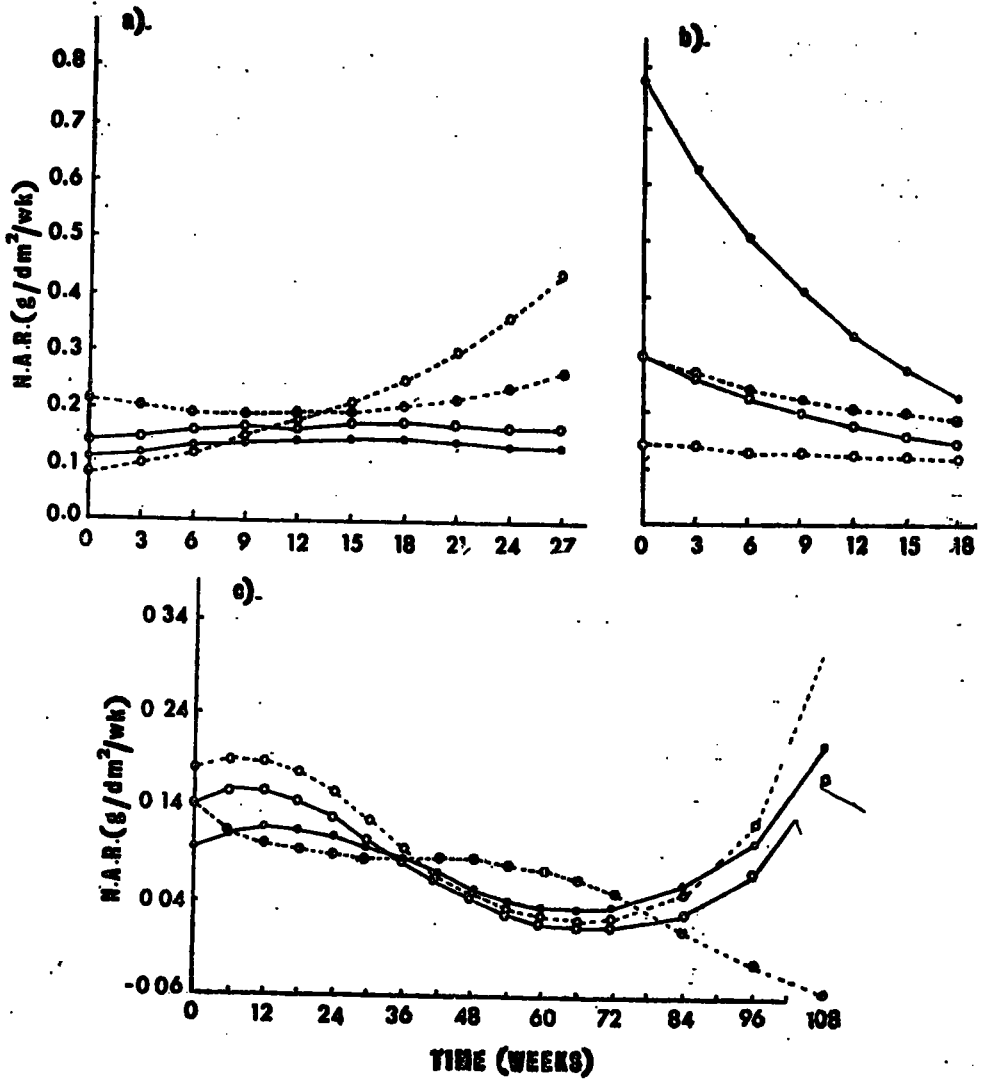 a).
b).
0.8
0.7
0.6
0.5
0.4
0.3
0.2
0.1
0.0
N.A.R.(g/dm²/wk)
0 3 6 9 12 15 18 21 24 27
0 3 6 9 12 15 18
c).
0 34
0 24
0 14
0 04
-0 06
N.A.R.(g/dm²/wk)
0 12 24 36 48 60 72 84 96 108
TIME (WEEKS)